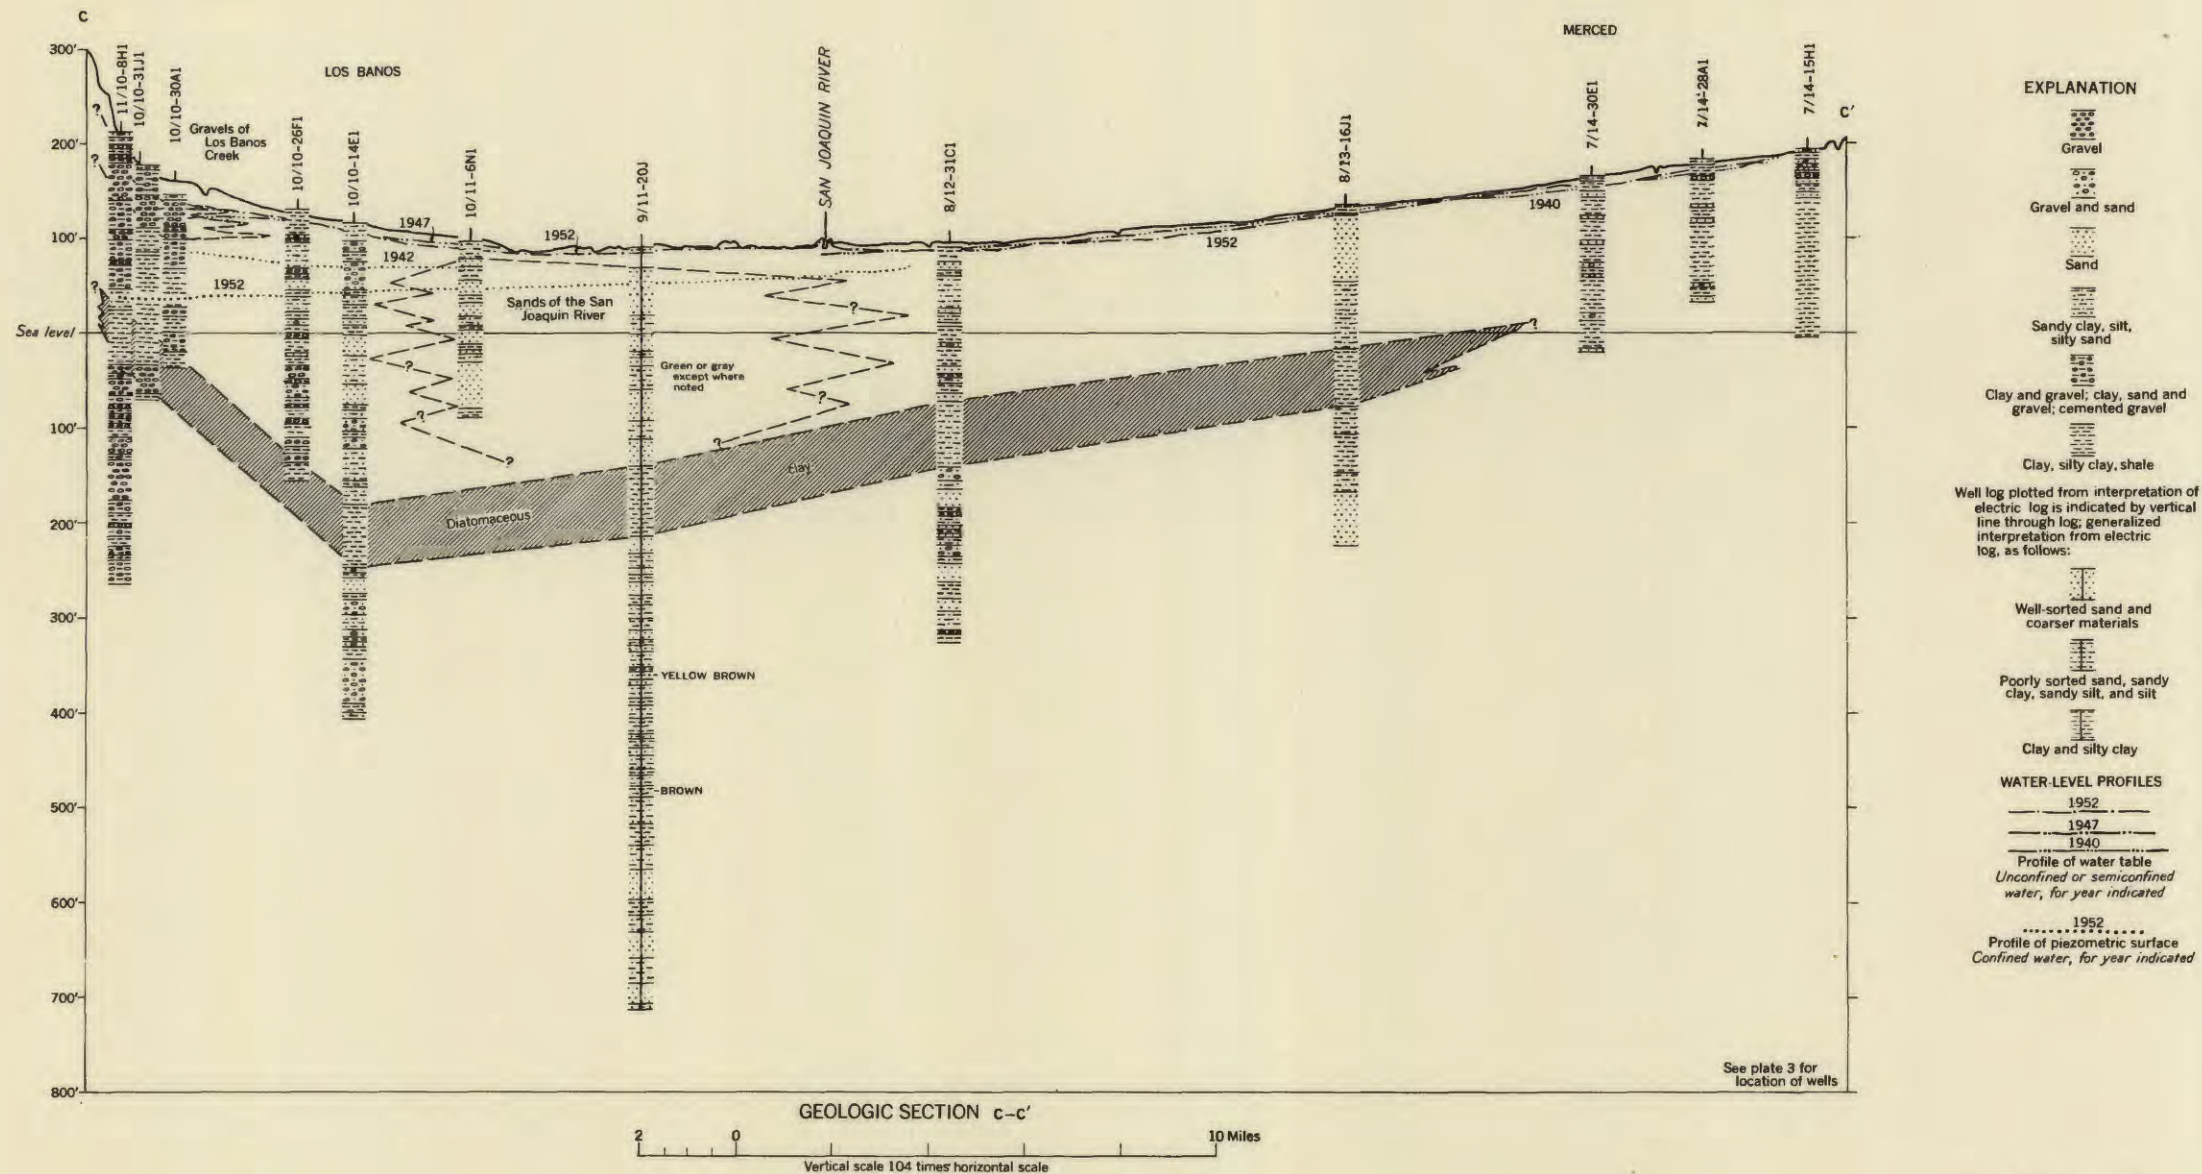 C
300'
200'
100'
Sea level
100'
200'
300'
400'
500'
600'
700'
800'
LOS BANOS
SAN JOAQUIN RIVER
MERCED
C'
11/10-8H1
10/10-31J1
10/10-30A1
10/10-26F1
10/10-14E1
10/11-6N1
9/11-20J
8/12-31C1
8/13-16J1
7/14-30E1
7/14-28A1
7/14-15H1
Gravels of
Los Banos
Creek
?
?
?
1947
1952
1942
1952
1952
1940
Sands of the San
Joaquin River
Green or gray
except where
noted
?
?
?
?
?
?
?
Diatomaceous
clay
YELLOW BROWN
BROWN
See plate 3 for
location of wells
GEOLOGIC SECTION C–C'
2 0 10 Miles
Vertical scale 104 times horizontal scale
EXPLANATION
Gravel
Gravel and sand
Sand
Sandy clay, silt,
silty sand
Clay and gravel; clay, sand and
gravel; cemented gravel
Clay, silty clay, shale
Well log plotted from interpretation of
electric log is indicated by vertical
line through log; generalized
interpretation from electric
log, as follows:
Well-sorted sand and
coarser materials
Poorly sorted sand, sandy
clay, sandy silt, and silt
Clay and silty clay
WATER-LEVEL PROFILES
1952
1947
1940
Profile of water table
Unconfined or semiconfined
water, for year indicated
1952
Profile of piezometric surface
Confined water, for year indicated